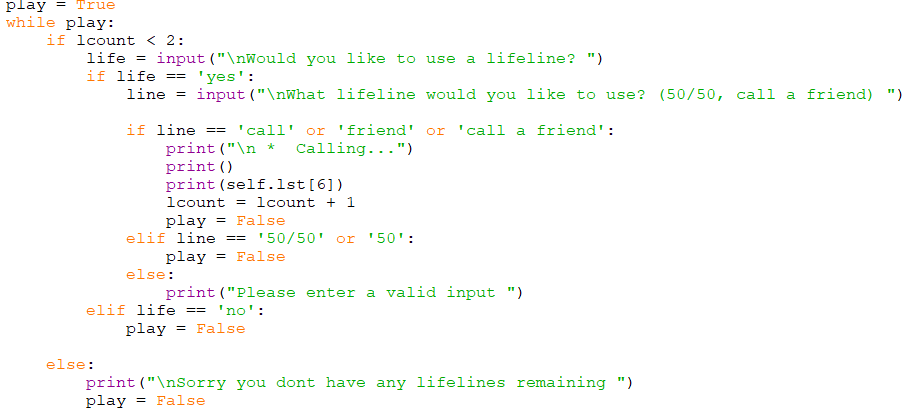 play = True
while play:
    if lcount < 2:
        life = input("\nWould you like to use a lifeline? ")
        if life == 'yes':
            line = input("\nWhat lifeline would you like to use? (50/50, call a friend) ")

            if line == 'call' or 'friend' or 'call a friend':
                print("\n *  Calling...")
                print()
                print(self.lst[6])
                lcount = lcount + 1
                play = False
            elif line == '50/50' or '50':
                play = False
            else:
                print("Please enter a valid input ")
        elif life == 'no':
            play = False

    else:
        print("\nSorry you dont have any lifelines remaining ")
        play = False